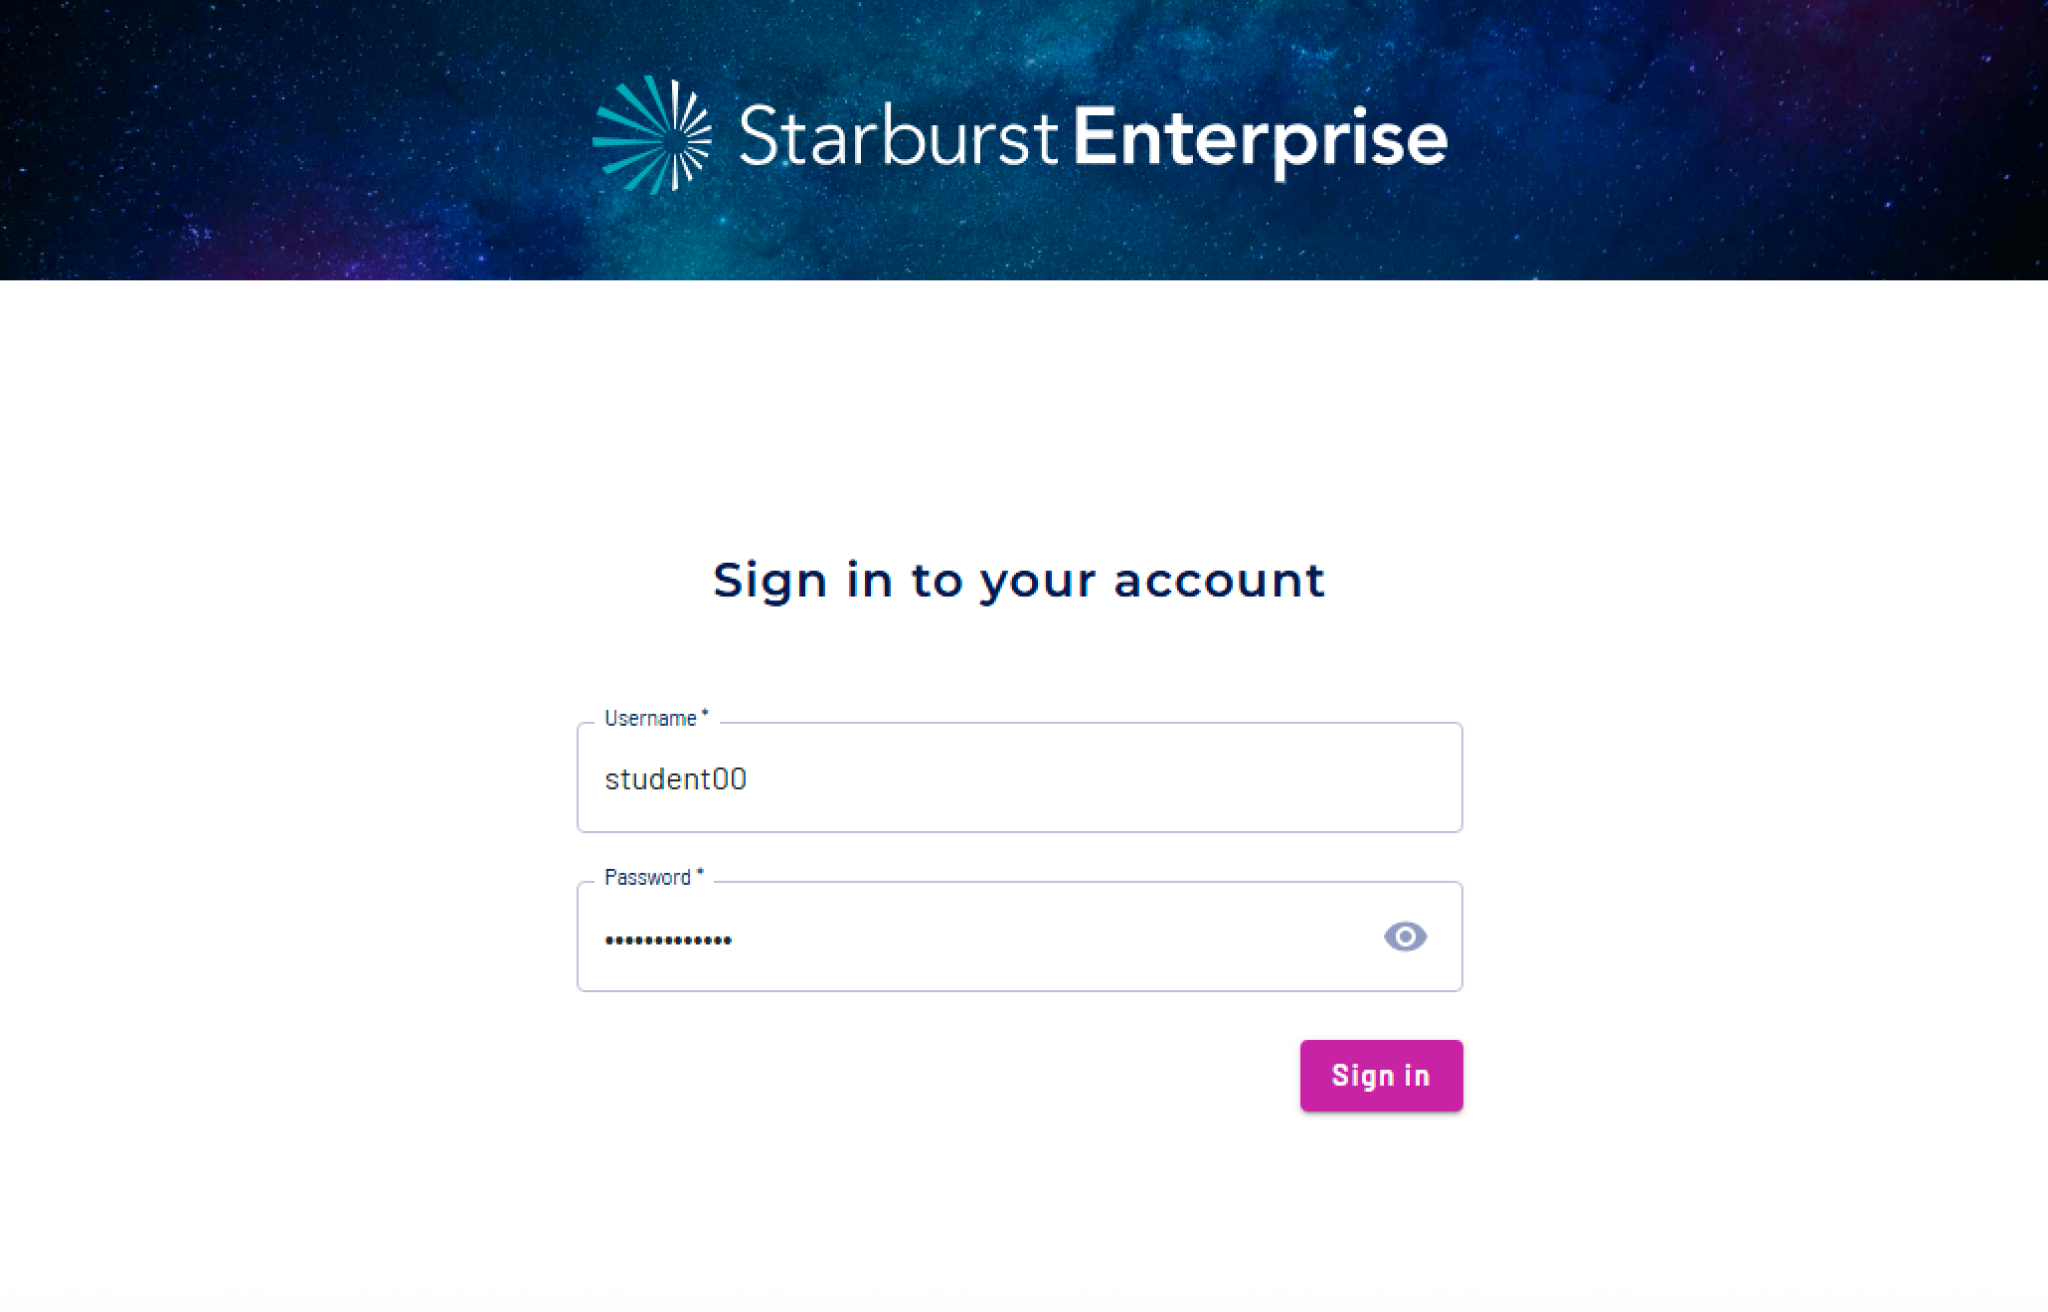 Starburst Enterprise
Sign in to your account
Username *
student00
Password *
•••••••••••••
Sign in